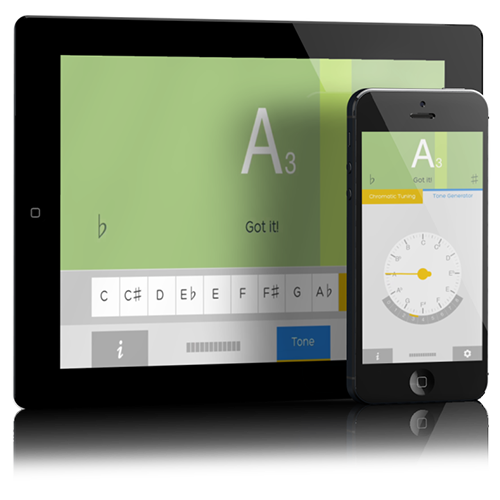 A3
♭
Got it!
C C♯ D E♭ E F F♯ G A♭
i
Tone
A3
♭ Got it! ♯
Chromatic Tuning Tone Generator
A
i